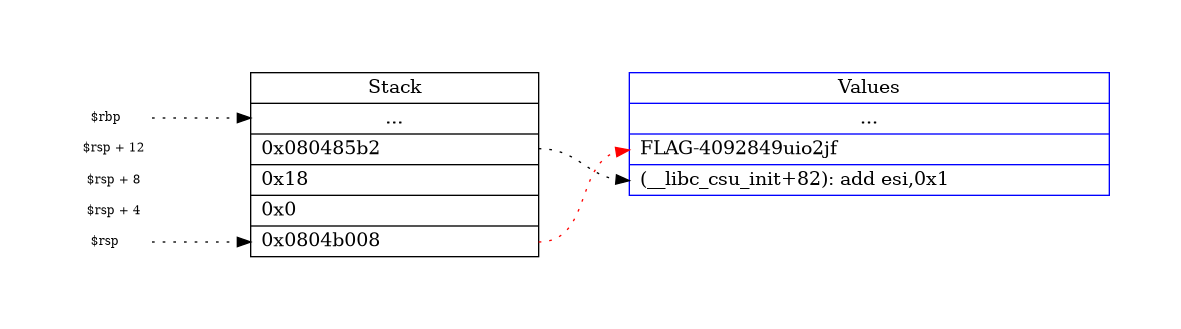 Stack
Values
$rbp
...
...
$rsp + 12
0x080485b2
FLAG-4092849uio2jf
$rsp + 8
0x18
(__libc_csu_init+82): add esi,0x1
$rsp + 4
0x0
$rsp
0x0804b008